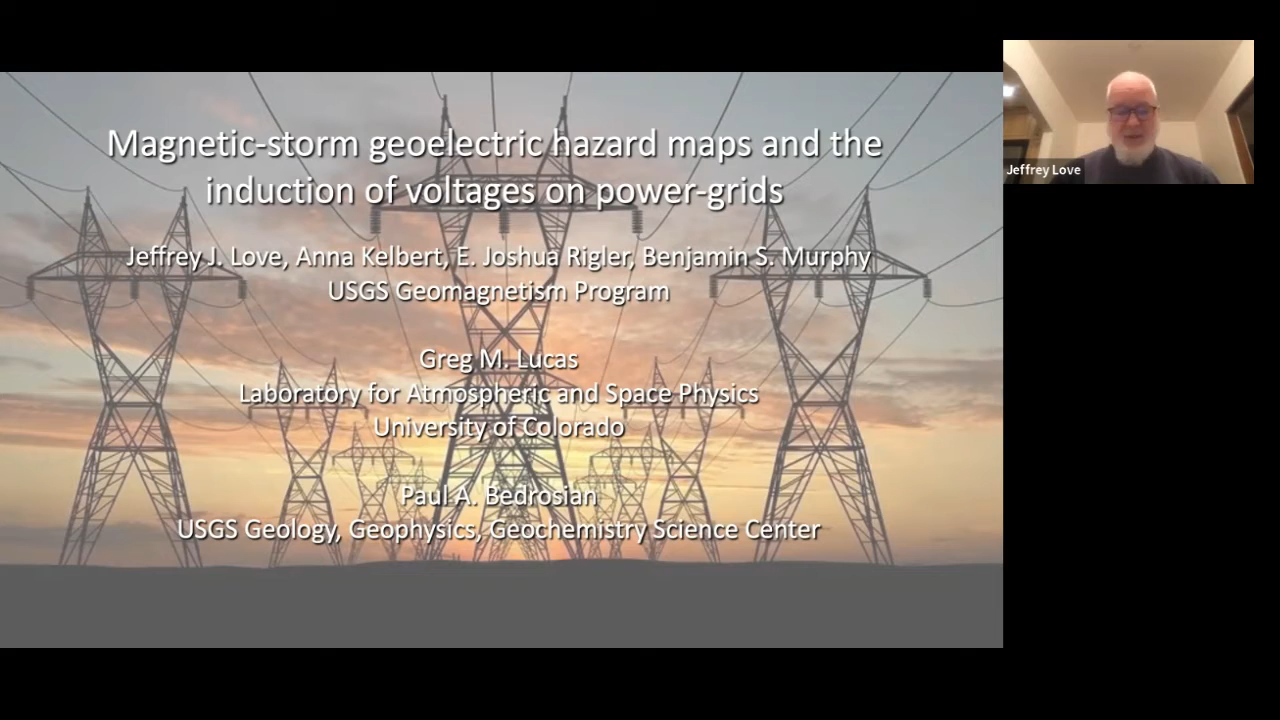 Magnetic-storm geoelectric hazard maps and the
induction of voltages on power-grids
Jeffrey J. Love, Anna Kelbert, E. Joshua Rigler, Benjamin S. Murphy
USGS Geomagnetism Program
Greg M. Lucas
Laboratory for Atmospheric and Space Physics
University of Colorado
Paul A. Bedrosian
USGS Geology, Geophysics, Geochemistry Science Center
Jeffrey Love